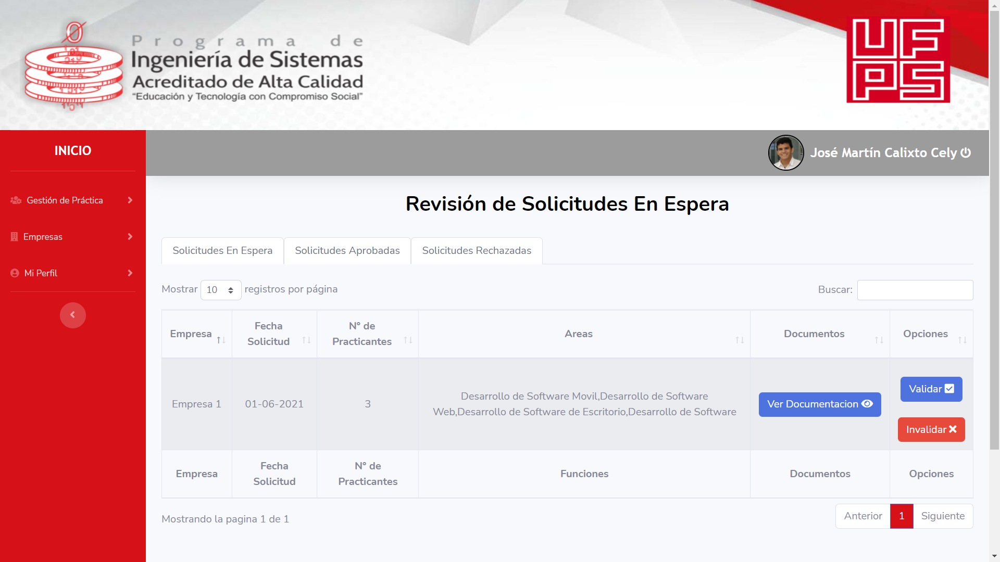 Programa de
Ingeniería de Sistemas
Acreditado de Alta Calidad
“Educación y Tecnología con Compromiso Social”
UFPS
INICIO
José Martín Calixto Cely
Gestión de Práctica
Empresas
Mi Perfil
Revisión de Solicitudes En Espera
Solicitudes En Espera Solicitudes Aprobadas Solicitudes Rechazadas
Mostrar 10 registros por página Buscar:
Empresa Fecha Solicitud N° de Practicantes Areas Documentos Opciones
Empresa 1 01-06-2021 3
Desarrollo de Software Movil,Desarrollo de Software
Web,Desarrollo de Software de Escritorio,Desarrollo de Software
Ver Documentacion
Validar
Invalidar
Empresa Fecha Solicitud N° de Practicantes Funciones Documentos Opciones
Mostrando la pagina 1 de 1
Anterior 1 Siguiente